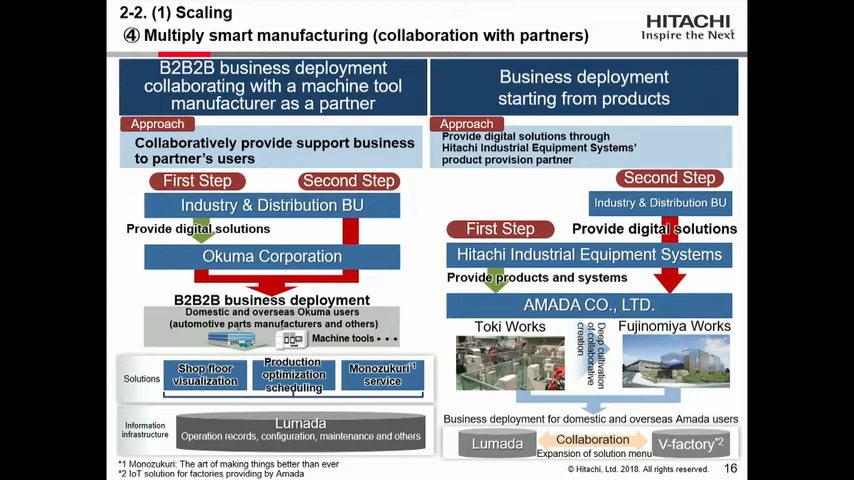 2-2. (1) Scaling
④ Multiply smart manufacturing (collaboration with partners)
HITACHI
Inspire the Next
B2B2B business deployment
collaborating with a machine tool
manufacturer as a partner
Approach
Collaboratively provide support business
to partner's users
First Step
Second Step
Industry & Distribution BU
Provide digital solutions
Okuma Corporation
B2B2B business deployment
Domestic and overseas Okuma users
(automotive parts manufacturers and others)
Machine tools・・・
Solutions
Shop floor
visualization
Production
optimization
scheduling
Monozukuri*1
service
Information
infrastructure
Lumada
Operation records, configuration, maintenance and others
Business deployment
starting from products
Approach
Provide digital solutions through
Hitachi Industrial Equipment Systems'
product provision partner
Second Step
Industry & Distribution BU
First Step
Provide digital solutions
Hitachi Industrial Equipment Systems
Provide products and systems
AMADA CO., LTD.
Toki Works
Deep cultivation
of collaborative
creation
Fujinomiya Works
Business deployment for domestic and overseas Amada users
Lumada
Collaboration
Expansion of solution menu
V-factory*2
*1 Monozukuri: The art of making things better than ever
*2 IoT solution for factories providing by Amada
© Hitachi, Ltd. 2018. All rights reserved.
16